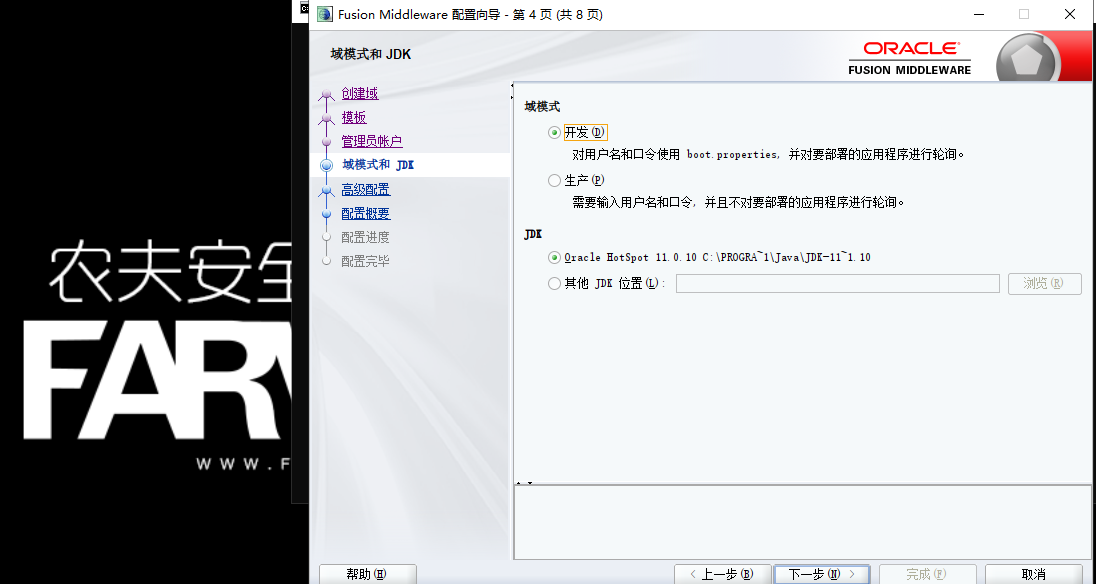 Fusion Middleware 配置向导 - 第 4 页 (共 8 页)
域模式和 JDK
ORACLE
FUSION MIDDLEWARE
创建域
模板
管理员帐户
域模式和 JDK
高级配置
配置概要
配置进度
配置完毕
域模式
开发 (D)
对用户名和口令使用 boot.properties, 并对要部署的应用程序进行轮询。
生产 (P)
需要输入用户名和口令, 并且不对要部署的应用程序进行轮询。
JDK
Oracle HotSpot 11.0.10 C:\PROGRA~1\Java\JDK-11~1.10
其他 JDK 位置 (L):
浏览 (R)
农夫安全
FAR
WWW.F
帮助 (H)
< 上一步 (B)
下一步 (N) >
完成 (F)
取消